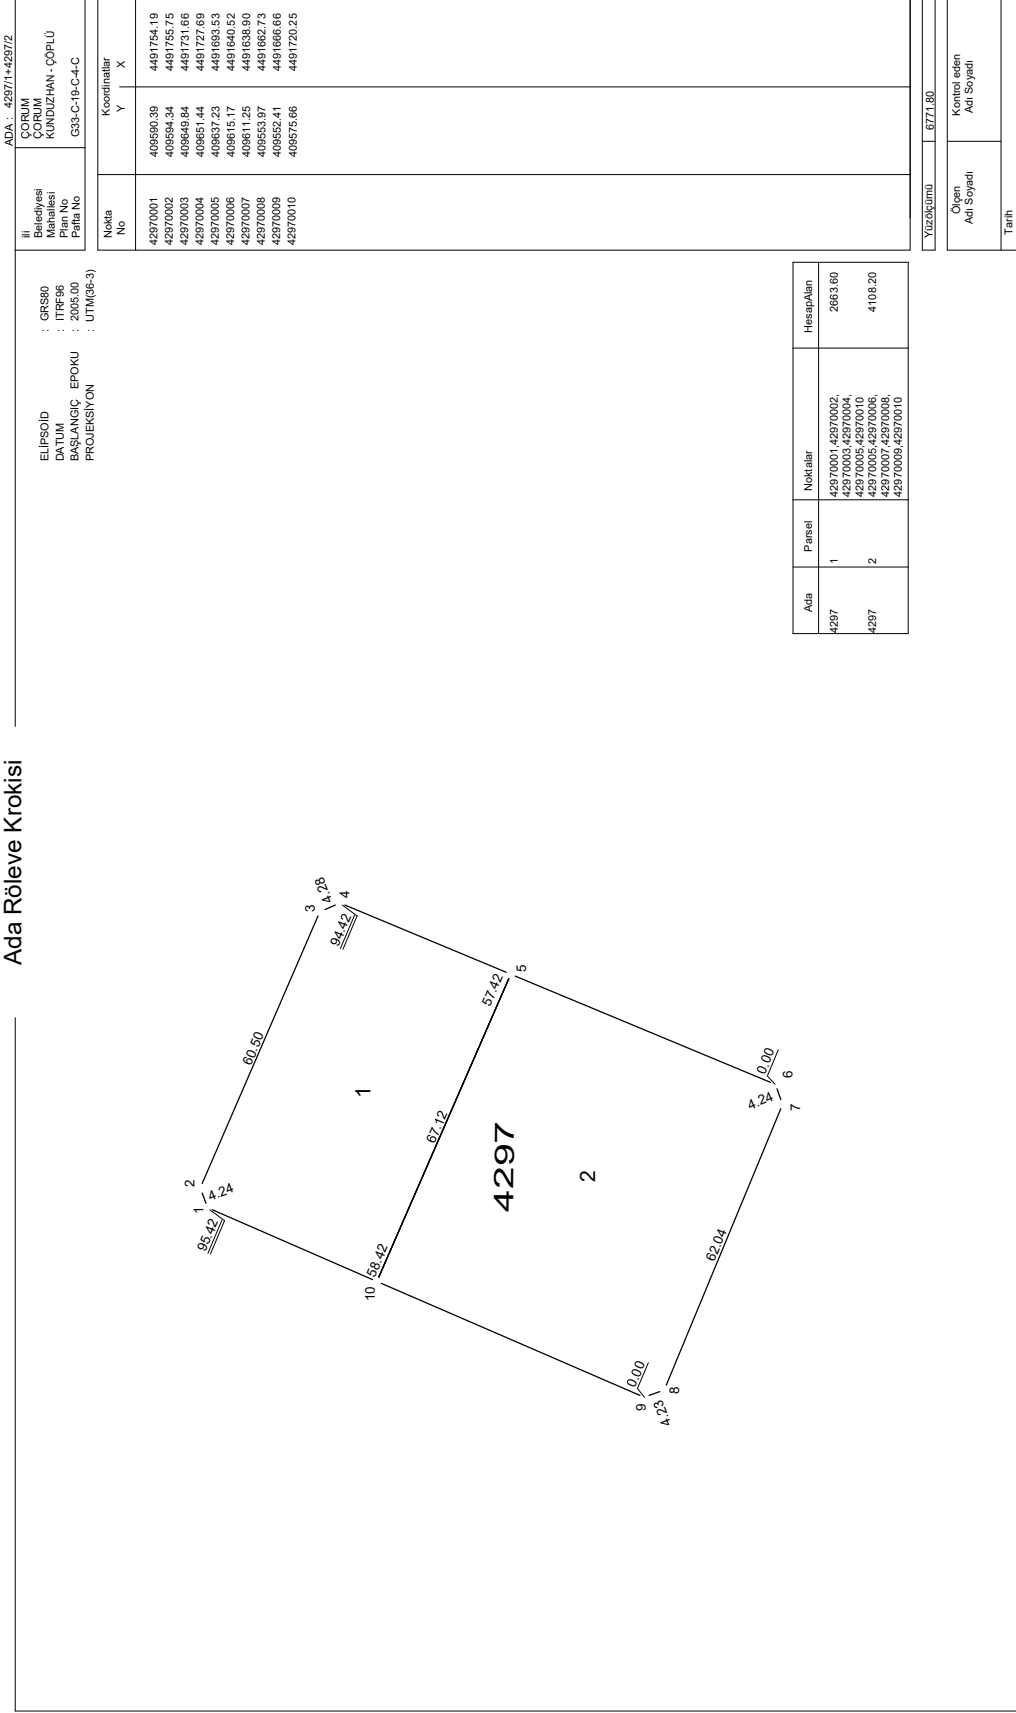 Ada Röleve Krokisi
ADA : 4297/1+4297/2
ili ÇORUM
Belediyesi ÇORUM
Mahallesi KUNDUZHAN - ÇÖPLÜ
Plan No
Pafta No G33-C-19-C-4-C
ELİPSOİD : GRS80
DATUM : ITRF96
BAŞLANGIÇ EPOKU : 2005.00
PROJEKSİYON : UTM(36-3)
Nokta No Koordinatlar
Y X
42970001 409590.39 4491754.19
42970002 409594.34 4491755.75
42970003 409649.84 4491731.66
42970004 409651.44 4491727.69
42970005 409637.23 4491693.53
42970006 409615.17 4491640.52
42970007 409611.25 4491638.90
42970008 409553.97 4491662.73
42970009 409552.41 4491666.66
42970010 409575.66 4491720.25
1
2
4.24
95.42
60.50
3
4.28
4
94.42
1
10
58.42
67.12
57.42
5
4297
2
9
0.00
4.23
8
62.04
4.24
7
0.00
6
Ada Parsel Noktalar HesapAlan
4297 1 42970001,42970002, 2663.60
42970003,42970004,
42970005,42970010
4297 2 42970005,42970006, 4108.20
42970007,42970008,
42970009,42970010
Yüzölçümü 6771.80
Ölçen
Adı Soyadı
Kontrol eden
Adı Soyadı
Tarih